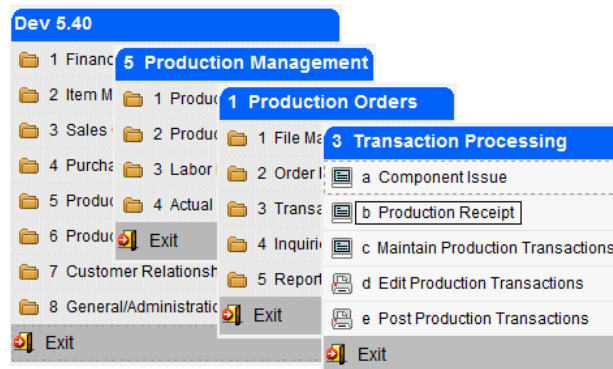 Dev 5.40
1 Financ
2 Item M
3 Sales
4 Purcha
5 Produc
6 Produc
7 Customer Relationsh
8 General/Administratic
Exit
5 Production Management
1 Produc
2 Produc
3 Labor
4 Actual
Exit
1 Production Orders
1 File Ma
2 Order I
3 Transa
4 Inquirie
5 Report
Exit
3 Transaction Processing
a Component Issue
b Production Receipt
c Maintain Production Transactions
d Edit Production Transactions
e Post Production Transactions
Exit